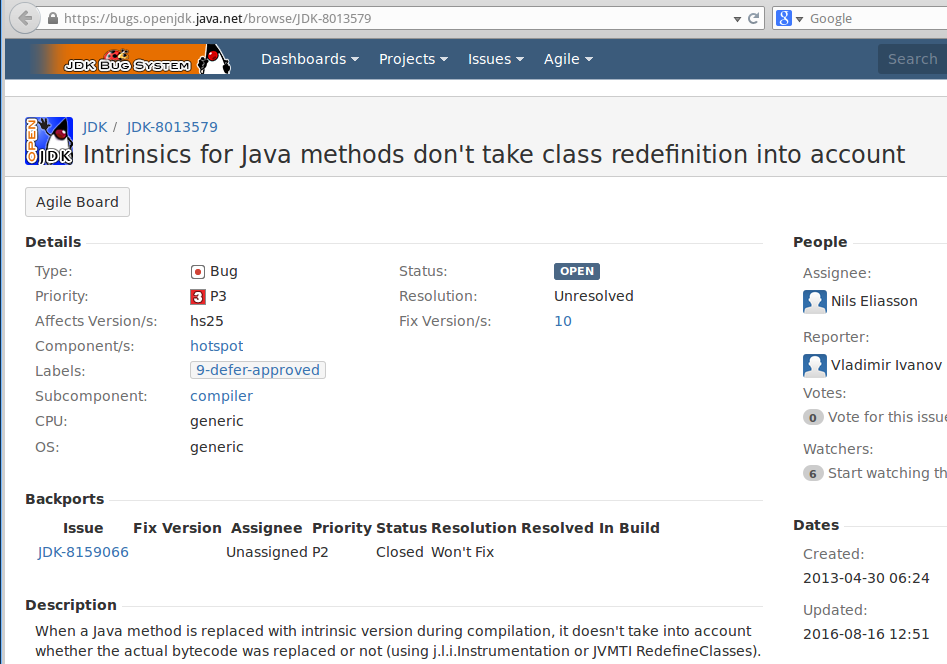 https://bugs.openjdk.java.net/browse/JDK-8013579
8 Google
JDK BUG SYSTEM
Dashboards Projects Issues Agile Search
OPEN JDK
JDK / JDK-8013579
Intrinsics for Java methods don't take class redefinition into account
Agile Board
Details
Type: Bug
Status: OPEN
Priority: 3 P3
Resolution: Unresolved
Affects Version/s: hs25
Fix Version/s: 10
Component/s: hotspot
Labels: 9-defer-approved
Subcomponent: compiler
CPU: generic
OS: generic
People
Assignee:
Nils Eliasson
Reporter:
Vladimir Ivanov
Votes:
0 Vote for this issue
Watchers:
6 Start watching th
Backports
Issue Fix Version Assignee Priority Status Resolution Resolved In Build
JDK-8159066 Unassigned P2 Closed Won't Fix
Dates
Created:
2013-04-30 06:24
Updated:
2016-08-16 12:51
Description
When a Java method is replaced with intrinsic version during compilation, it doesn't take into account
whether the actual bytecode was replaced or not (using j.l.i.Instrumentation or JVMTI RedefineClasses).